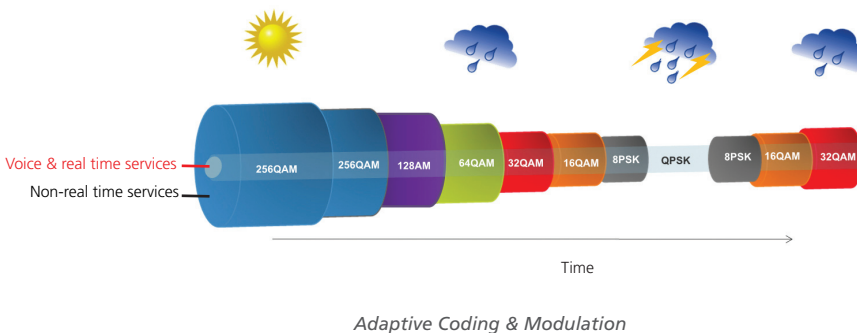 Voice & real time services
Non-real time services
256QAM
256QAM
128AM
64QAM
32QAM
16QAM
8PSK
QPSK
8PSK
16QAM
32QAM
Time
Adaptive Coding & Modulation